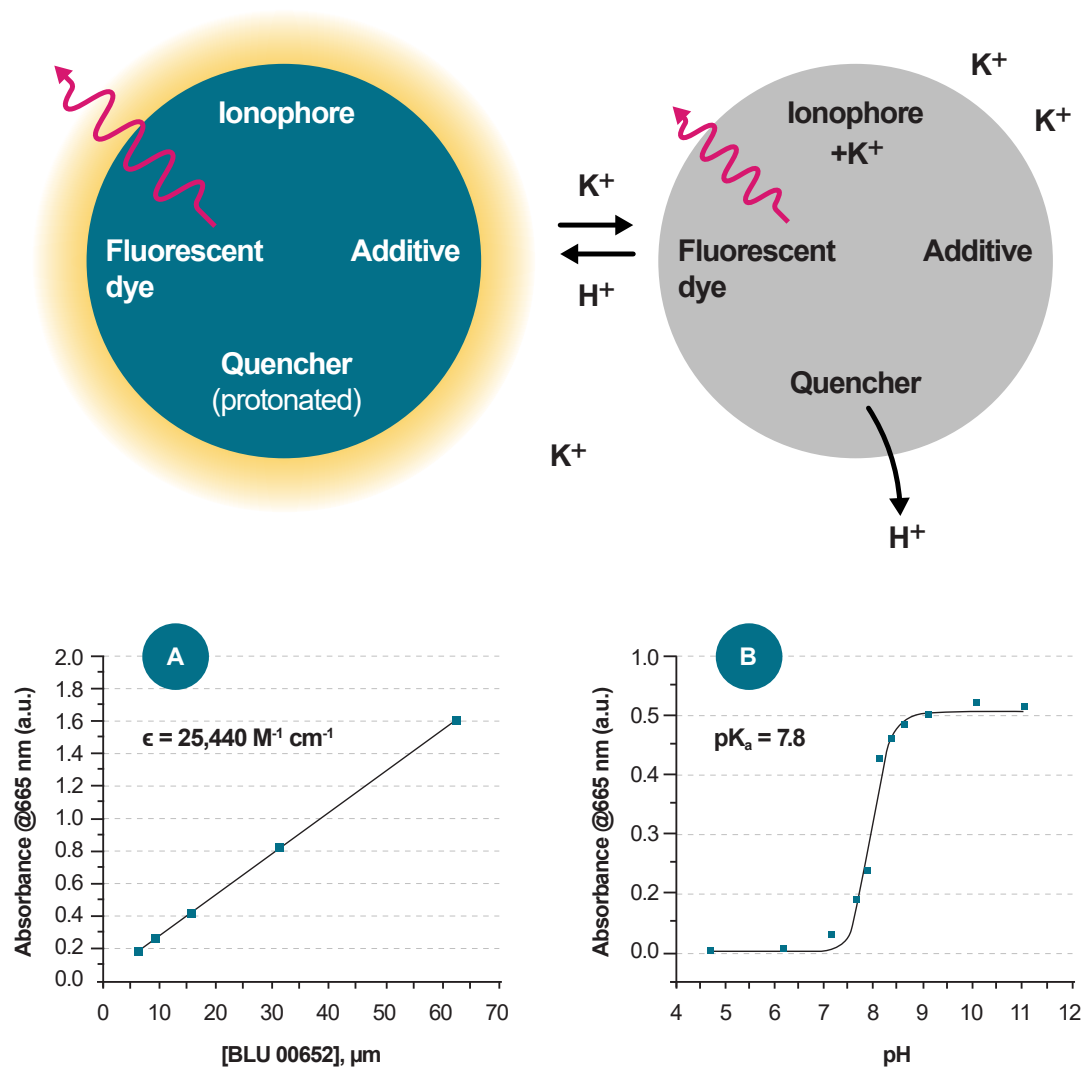 Ionophore
Fluorescent
dye
Additive
Quencher
(protonated)
K+
H+
K+
K+
K+
Ionophore
+K+
Fluorescent
dye
Additive
Quencher
H+
A
2.0
1.8
1.6
1.4
1.2
1.0
0.8
0.6
0.4
0.2
0.0
ϵ = 25,440 M-1 cm-1
Absorbance @665 nm (a.u.)
0 10 20 30 40 50 60 70
[BLU 00652], µm
B
1.0
0.5
0.4
0.3
0.2
0.0
pKa = 7.8
Absorbance @665 nm (a.u.)
4 5 6 7 8 9 10 11 12
pH